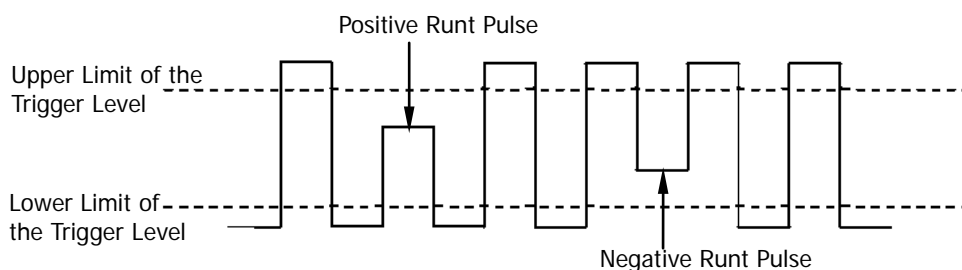 Positive Runt Pulse
Upper Limit of the
Trigger Level
Lower Limit of
the Trigger Level
Negative Runt Pulse